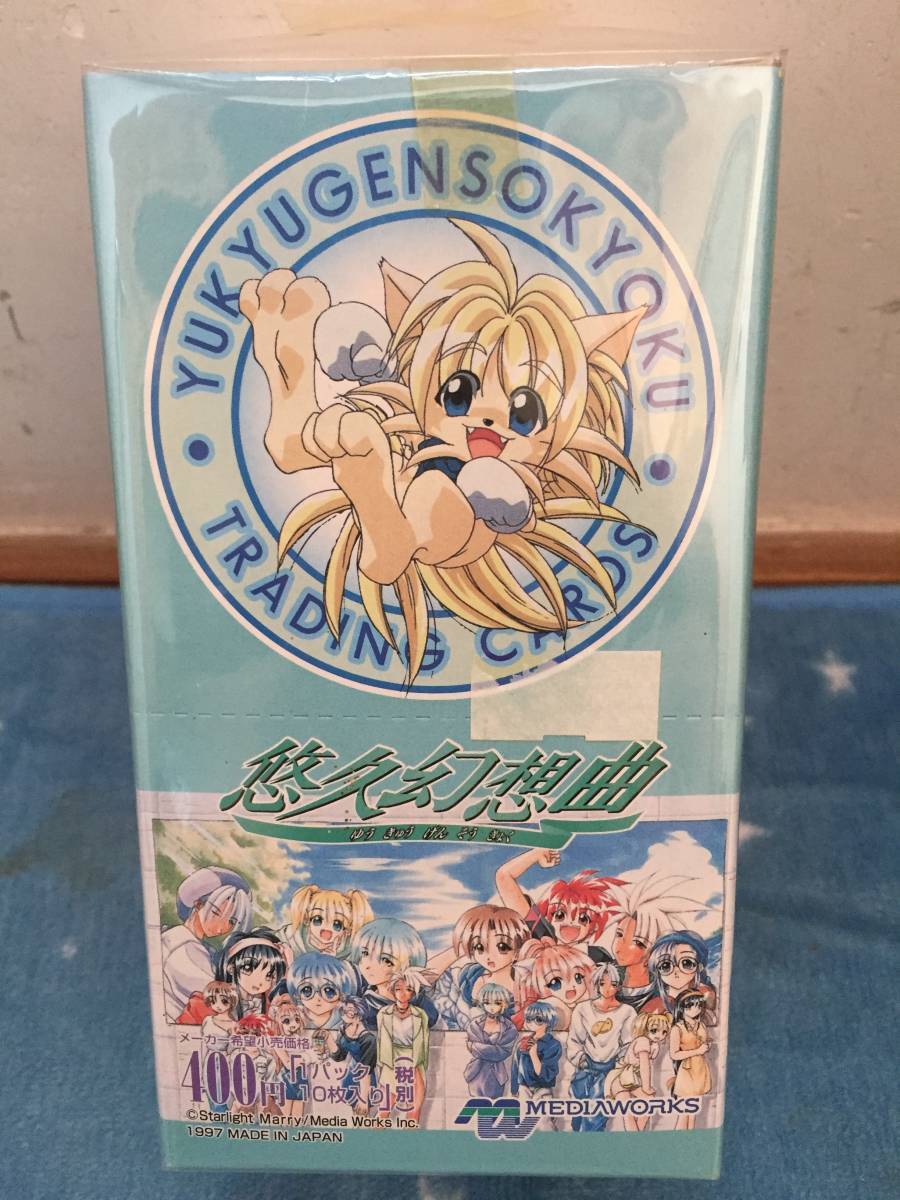 YUKYUGENSOKYOKU
• TRADING CARDS •
悠久幻想曲
ゆうきゅうげんそうきょく
メーカー希望小売価格
400円「1パック/10枚入り」(税別)
©Starlight Marry/Media Works Inc.
1997 MADE IN JAPAN
MW MEDIAWORKS